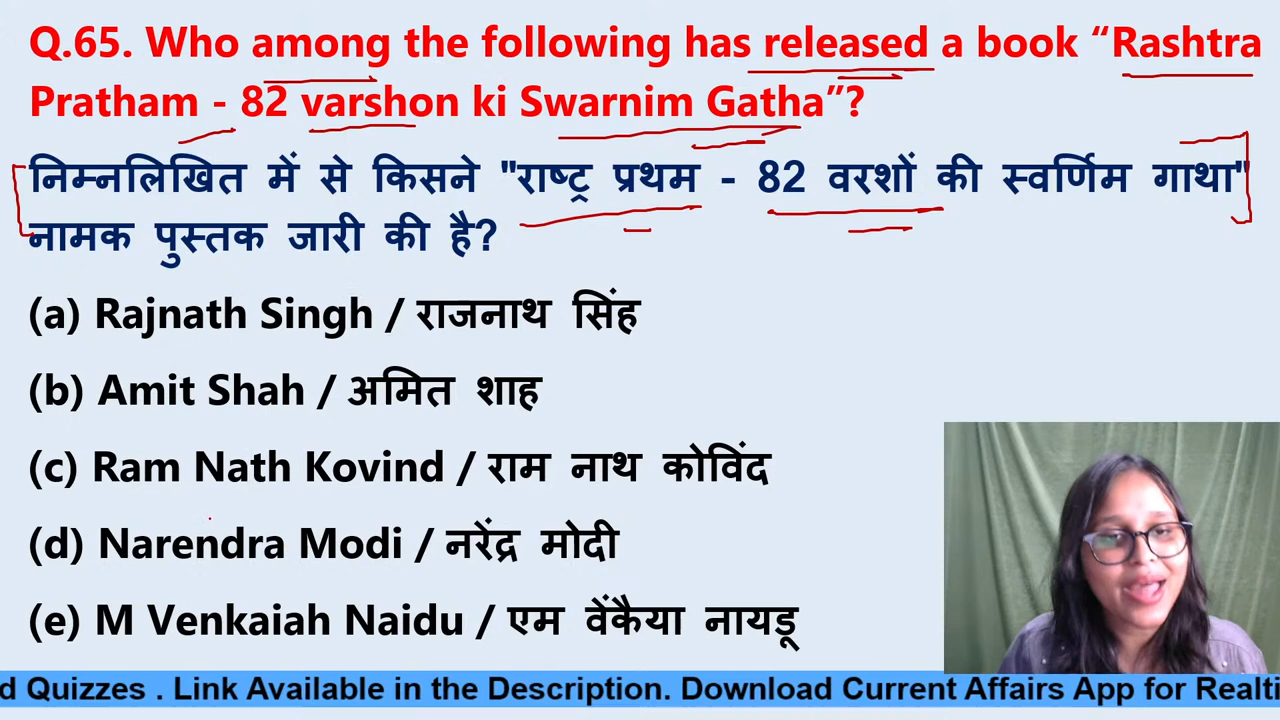 Q.65. Who among the following has released a book “Rashtra
Pratham - 82 varshon ki Swarnim Gatha”?
निम्नलिखित में से किसने "राष्ट्र प्रथम - 82 वरशों की स्वर्णिम गाथा"
नामक पुस्तक जारी की है?
(a) Rajnath Singh / राजनाथ सिंह
(b) Amit Shah / अमित शाह
(c) Ram Nath Kovind / राम नाथ कोविंद
(d) Narendra Modi / नरेंद्र मोदी
(e) M Venkaiah Naidu / एम वेंकैया नायडू
d Quizzes . Link Available in the Description. Download Current Affairs App for Realti